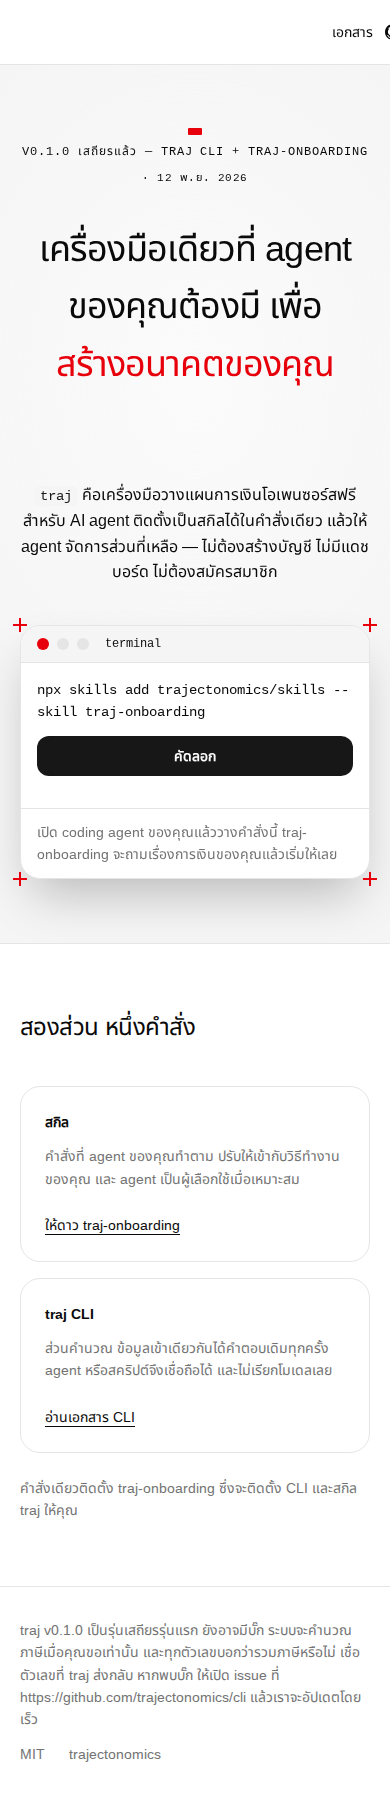 เอกสาร
V0.1.0 เสถียรแล้ว — TRAJ CLI + TRAJ-ONBOARDING
· 12 พ.ย. 2026
เครื่องมือเดียวที่ agent
ของคุณต้องมี เพื่อ
สร้างอนาคตของคุณ
traj คือเครื่องมือวางแผนการเงินโอเพนซอร์สฟรี
สำหรับ AI agent ติดตั้งเป็นสกิลได้ในคำสั่งเดียว แล้วให้
agent จัดการส่วนที่เหลือ — ไม่ต้องสร้างบัญชี ไม่มีแดช
บอร์ด ไม่ต้องสมัครสมาชิก
terminal
npx skills add trajectonomics/skills --
skill traj-onboarding
คัดลอก
เปิด coding agent ของคุณแล้ววางคำสั่งนี้ traj-
onboarding จะถามเรื่องการเงินของคุณแล้วเริ่มให้เลย
สองส่วน หนึ่งคำสั่ง
สกิล
คำสั่งที่ agent ของคุณทำตาม ปรับให้เข้ากับวิธีทำงาน
ของคุณ และ agent เป็นผู้เลือกใช้เมื่อเหมาะสม
ให้ดาว traj-onboarding
traj CLI
ส่วนคำนวณ ข้อมูลเข้าเดียวกันได้คำตอบเดิมทุกครั้ง
agent หรือสคริปต์จึงเชื่อถือได้ และไม่เรียกโมเดลเลย
อ่านเอกสาร CLI
คำสั่งเดียวติดตั้ง traj-onboarding ซึ่งจะติดตั้ง CLI และสกิล
traj ให้คุณ
traj v0.1.0 เป็นรุ่นเสถียรรุ่นแรก ยังอาจมีบั๊ก ระบบจะคำนวณ
ภาษีเมื่อคุณขอเท่านั้น และทุกตัวเลขบอกว่ารวมภาษีหรือไม่ เชื่อ
ตัวเลขที่ traj ส่งกลับ หากพบบั๊ก ให้เปิด issue ที่
https://github.com/trajectonomics/cli แล้วเราจะอัปเดตโดย
เร็ว
MIT trajectonomics